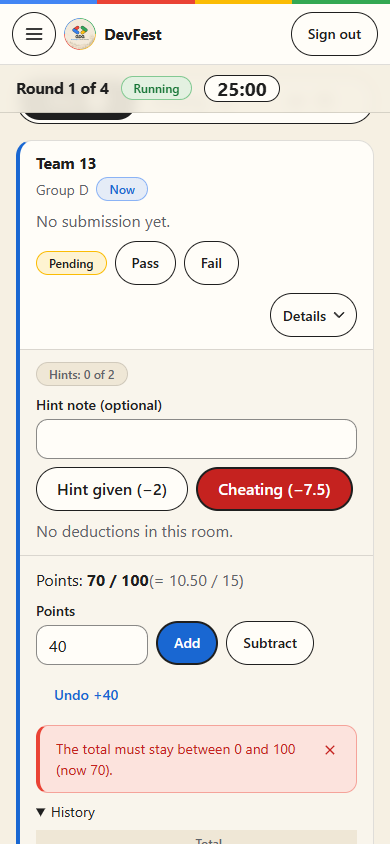 DevFest
Sign out
Round 1 of 4
Running
25:00
Team 13
Group D
Now
No submission yet.
Pending
Pass
Fail
Details
Hints: 0 of 2
Hint note (optional)
Hint given (−2)
Cheating (−7.5)
No deductions in this room.
Points: 70 / 100(= 10.50 / 15)
Points
40
Add
Subtract
Undo +40
The total must stay between 0 and 100
(now 70).
▼ History
Total